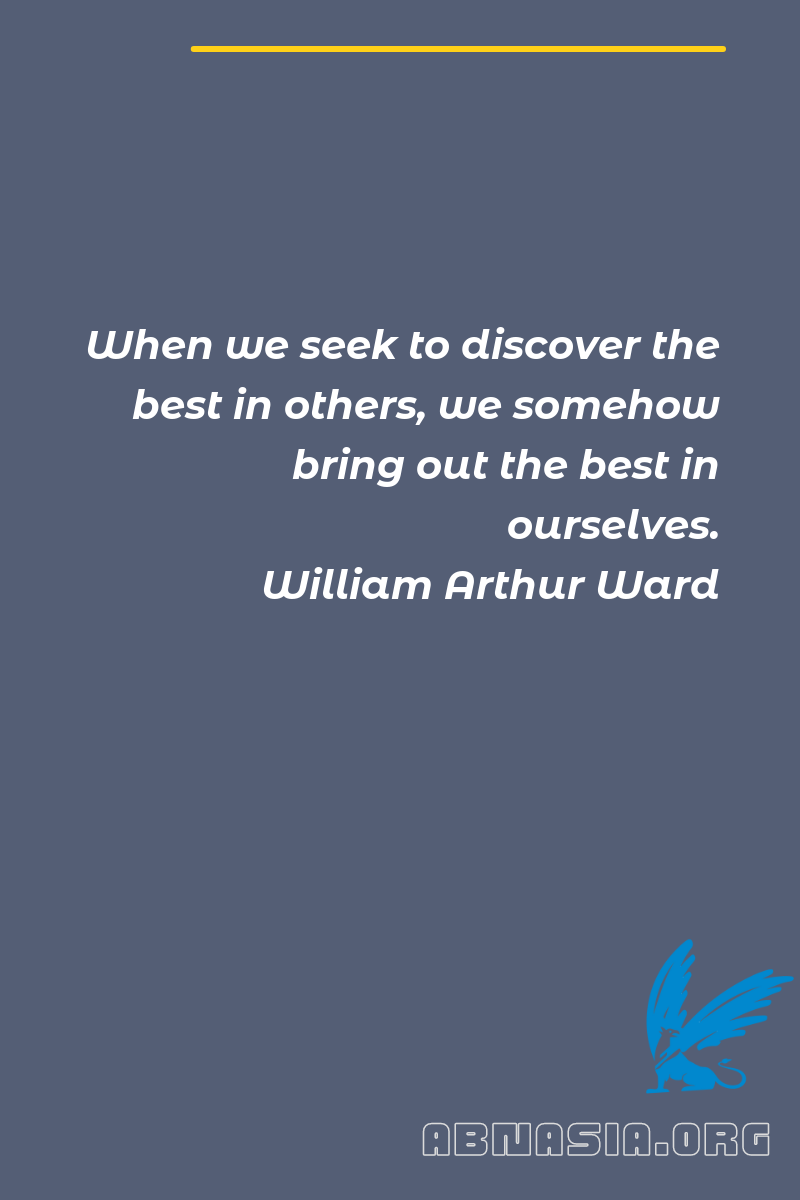 When we seek to discover the
best in others, we somehow
bring out the best in
ourselves.
William Arthur Ward
ABNASIA.ORG